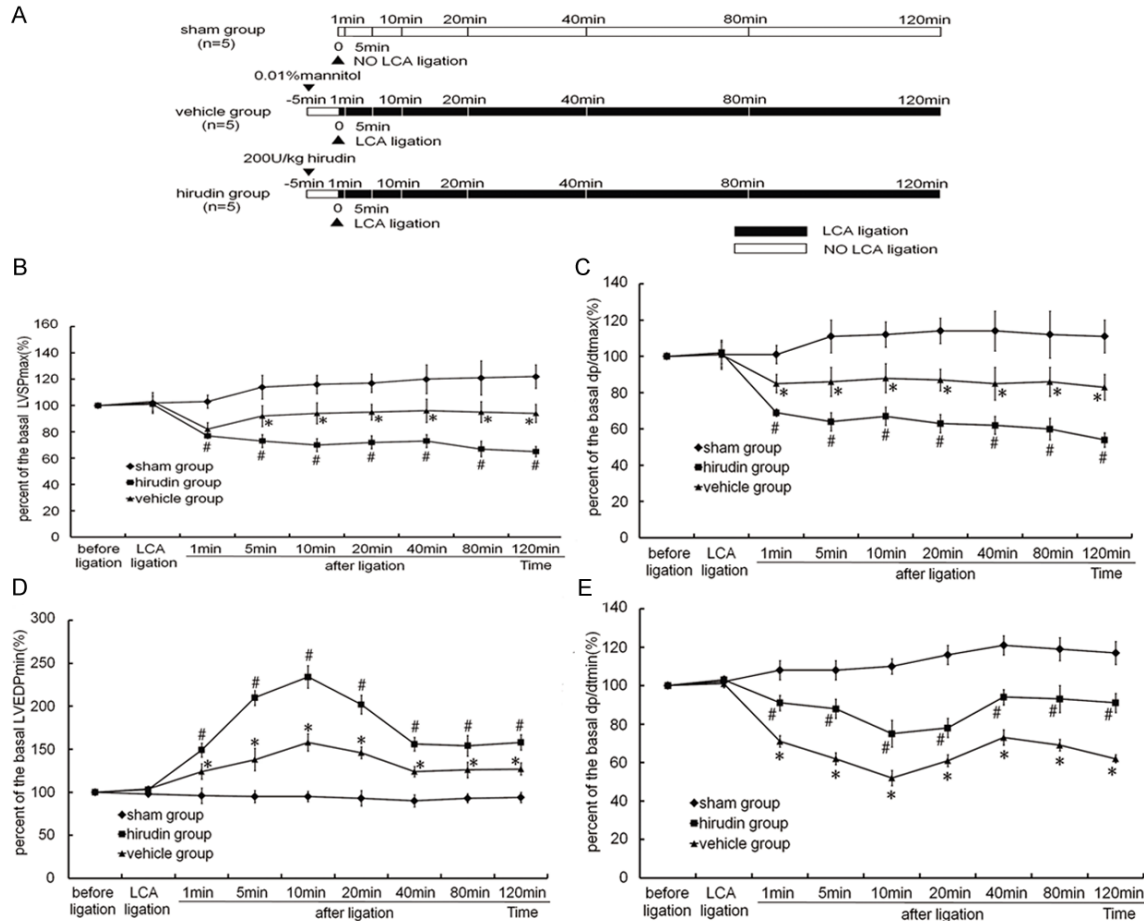 A
1min 10min 20min 40min 80min 120min
sham group
(n=5)
0 5min
▲ NO LCA ligation
0.01%mannitol
▼
-5min 1min 10min 20min 40min 80min 120min
vehicle group
(n=5)
0 5min
▲ LCA ligation
200U/kg hirudin
▼
-5min 1min 10min 20min 40min 80min 120min
hirudin group
(n=5)
0 5min
▲ LCA ligation
LCA ligation
NO LCA ligation
B
percent of the basal LVSPmax(%)
160
140
120
100
80
60
40
20
0
* * * * * *
# # # # # # #
sham group
hirudin group
vehicle group
before ligation
LCA ligation
1min 5min 10min 20min 40min 80min 120min
after ligation Time
C
percent of the basal dp/dtmax(%)
140
120
100
80
60
40
20
0
* * * * * * *
# # # # # # #
sham group
hirudin group
vehicle group
before ligation
LCA ligation
1min 5min 10min 20min 40min 80min 120min
after ligation Time
D
percent of the basal LVEDPmin(%)
300
250
200
150
100
50
0
# # # # # # #
* * * * * * *
sham group
hirudin group
vehicle group
before ligation
LCA ligation
1min 5min 10min 20min 40min 80min 120min
after ligation Time
E
percent of the basal dp/dtmin(%)
140
120
100
80
60
40
20
0
# # # # # # #
* * * * * * *
sham group
hirudin group
vehicle group
before ligation
LCA ligation
1min 5min 10min 20min 40min 80min 120min
after ligation Time